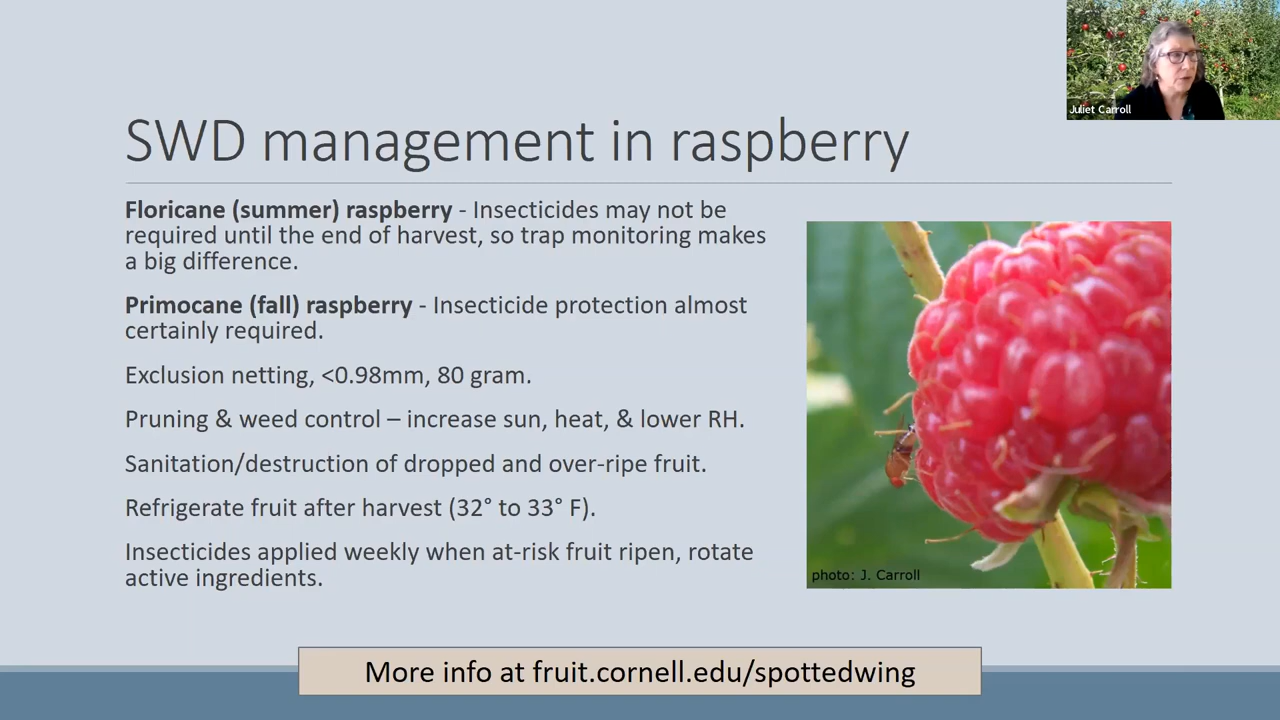 Juliet Carroll
SWD management in raspberry
Floricane (summer) raspberry - Insecticides may not be
required until the end of harvest, so trap monitoring makes
a big difference.
Primocane (fall) raspberry - Insecticide protection almost
certainly required.
Exclusion netting, <0.98mm, 80 gram.
Pruning & weed control – increase sun, heat, & lower RH.
Sanitation/destruction of dropped and over-ripe fruit.
Refrigerate fruit after harvest (32° to 33° F).
Insecticides applied weekly when at-risk fruit ripen, rotate
active ingredients.
photo: J. Carroll
More info at fruit.cornell.edu/spottedwing